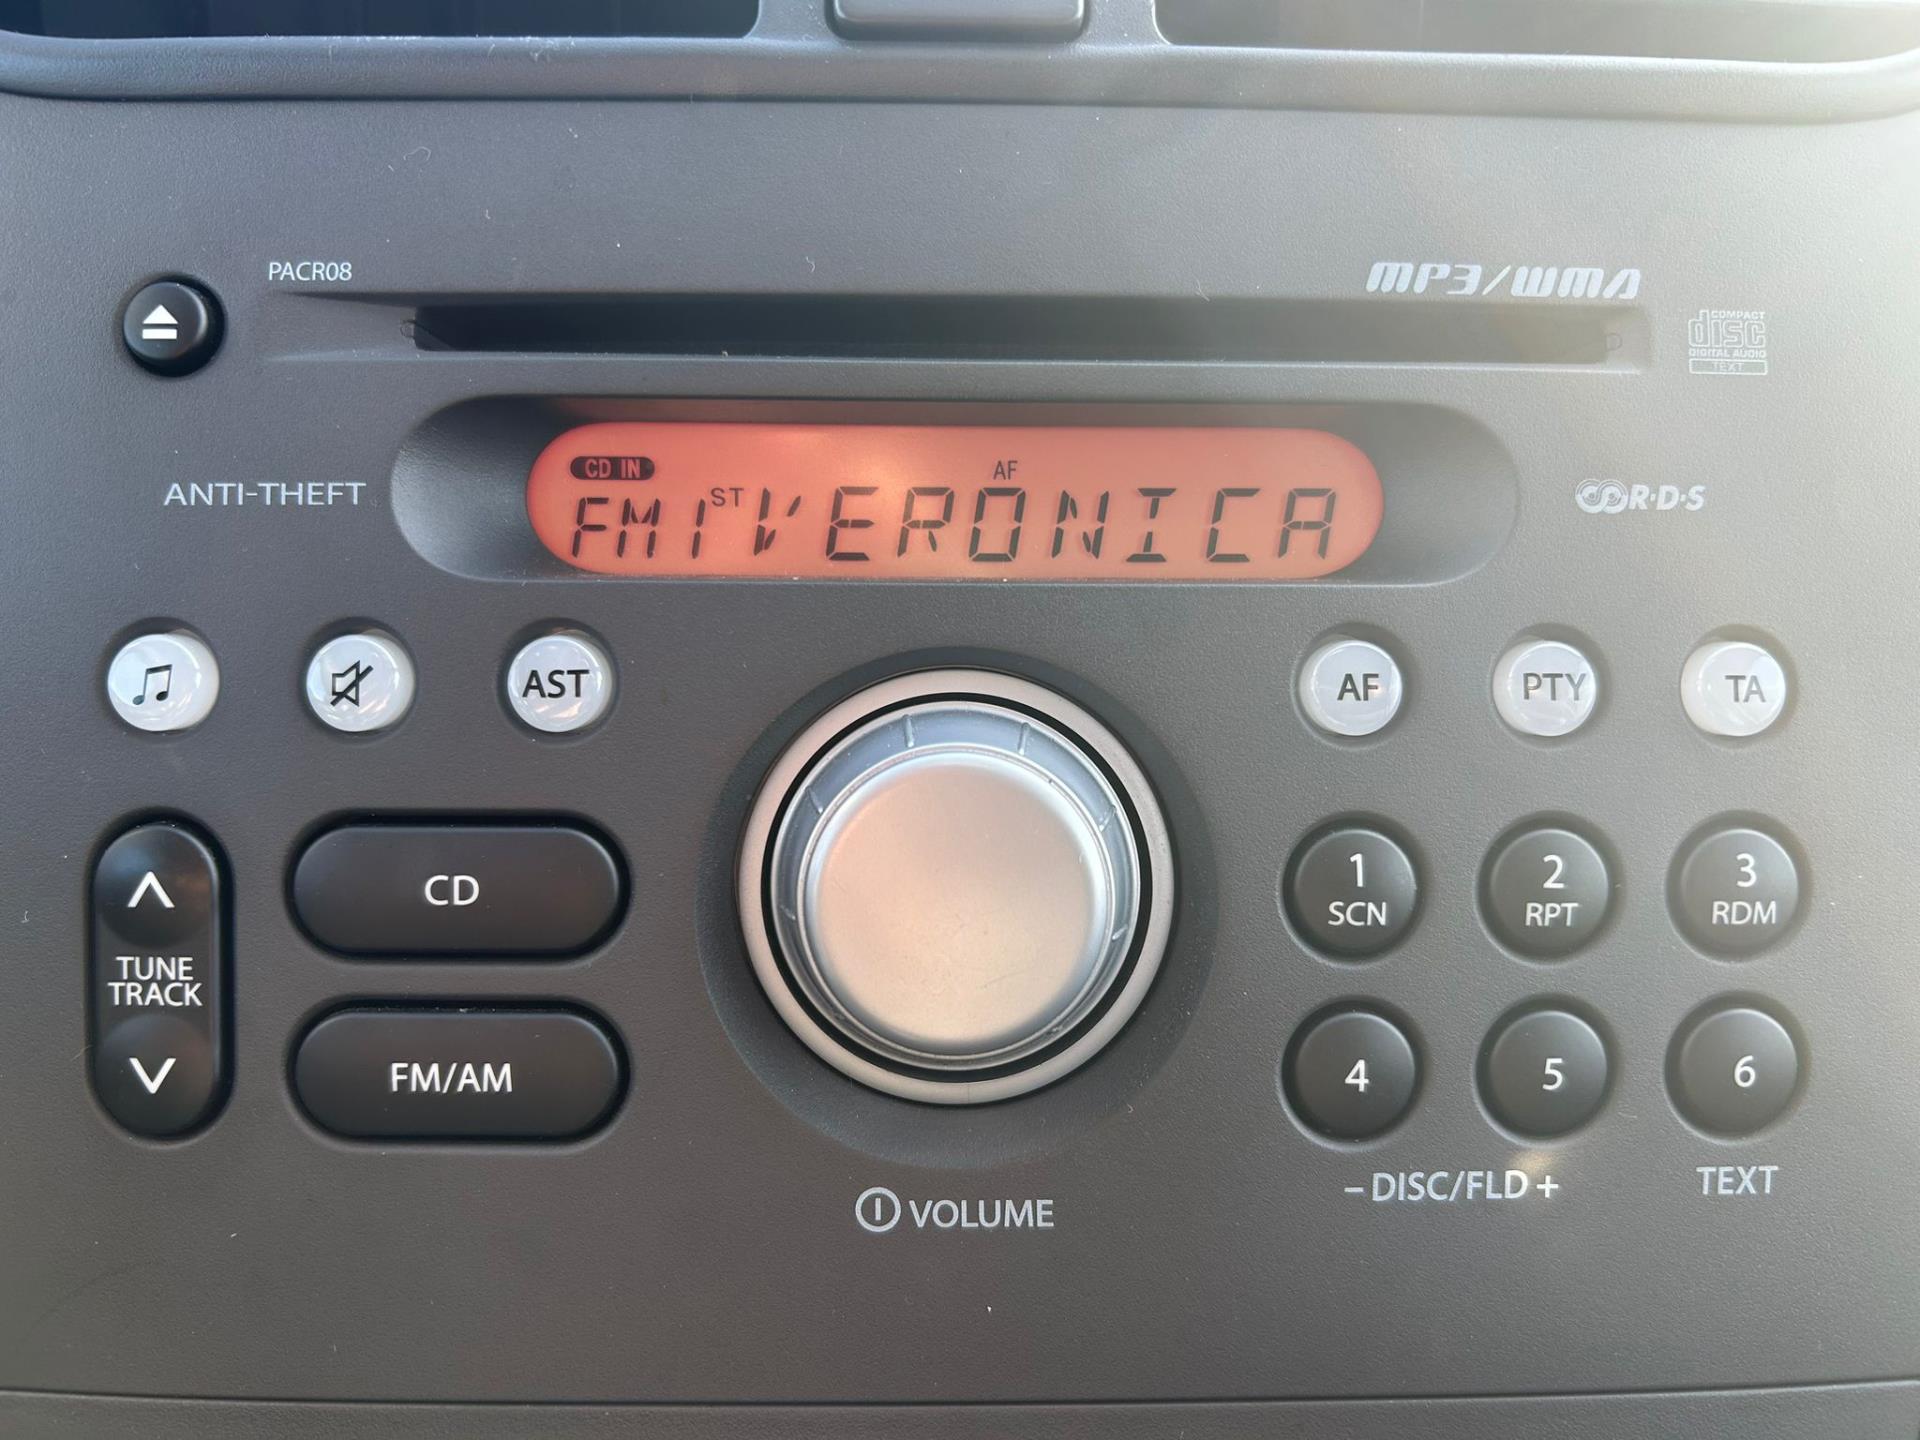 PACR08
MP3/WMA
COMPACT
disc
DIGITAL AUDIO
TEXT
CD IN
AF
FM1 ST VERONICA
ANTI-THEFT
R·D·S
AST
AF
PTY
TA
CD
1
SCN
2
RPT
3
RDM
TUNE
TRACK
FM/AM
4
5
6
VOLUME
– DISC/FLD +
TEXT